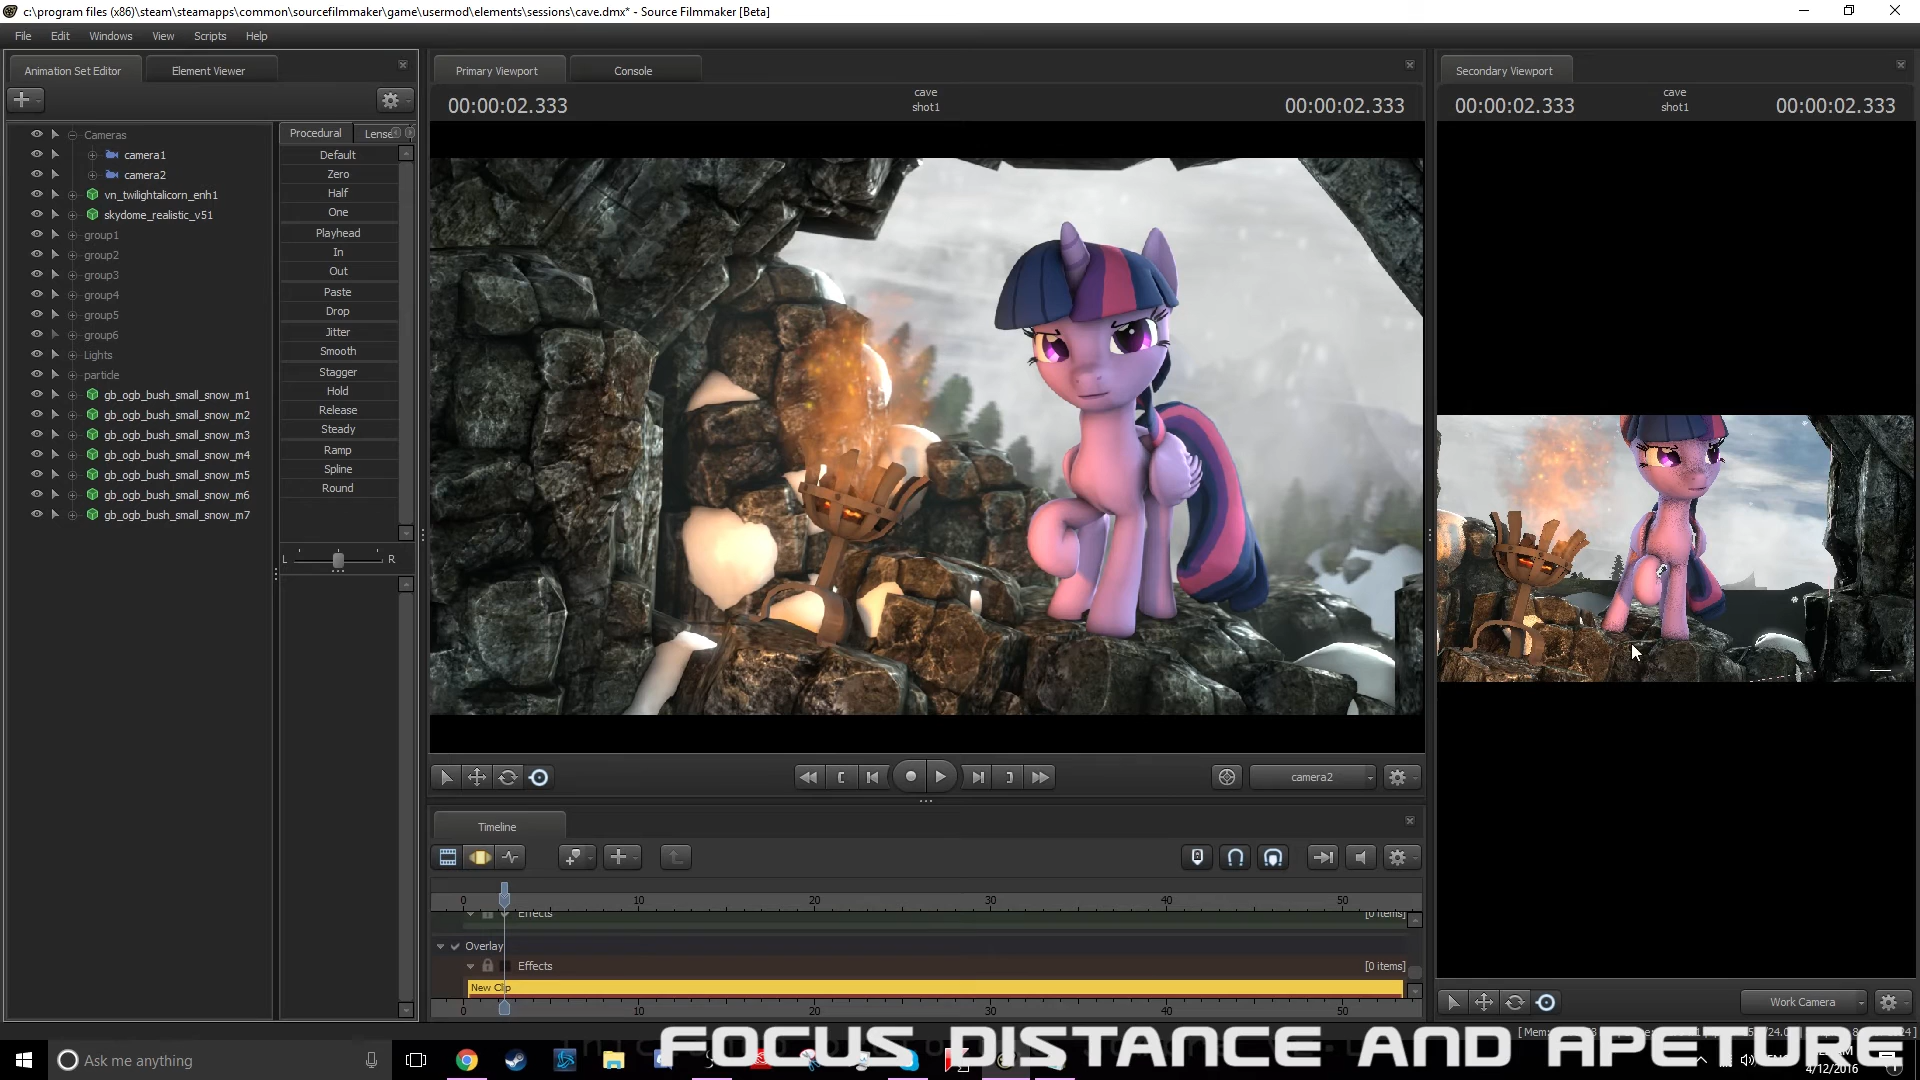 c:\program files (x86)\steam\steamapps\common\sourcefilmmaker\game\usermod\elements\sessions\cave.dmx* - Source Filmmaker [Beta]
File Edit Windows View Scripts Help
Animation Set Editor Element Viewer
Primary Viewport Console
Secondary Viewport
00:00:02.333 cave 00:00:02.333
shot1
00:00:02.333 cave 00:00:02.333
shot1
Cameras
camera1
camera2
vn_twilightalicorn_enh1
skydome_realistic_v51
group1
group2
group3
group4
group5
group6
Lights
particle
gb_ogb_bush_small_snow_m1
gb_ogb_bush_small_snow_m2
gb_ogb_bush_small_snow_m3
gb_ogb_bush_small_snow_m4
gb_ogb_bush_small_snow_m5
gb_ogb_bush_small_snow_m6
gb_ogb_bush_small_snow_m7
Procedural Lense
Default
Zero
Half
One
Playhead
In
Out
Paste
Drop
Jitter
Smooth
Stagger
Hold
Release
Steady
Ramp
Spline
Round
L R
camera2
Timeline
0 10 20 30 40 50
Effects [0 items]
Overlay
Effects [0 items]
New Clip
0 10 20 30 40 50
Work Camera
[Mem:
FOCUS DISTANCE AND APETURE
Ask me anything
4/12/2016